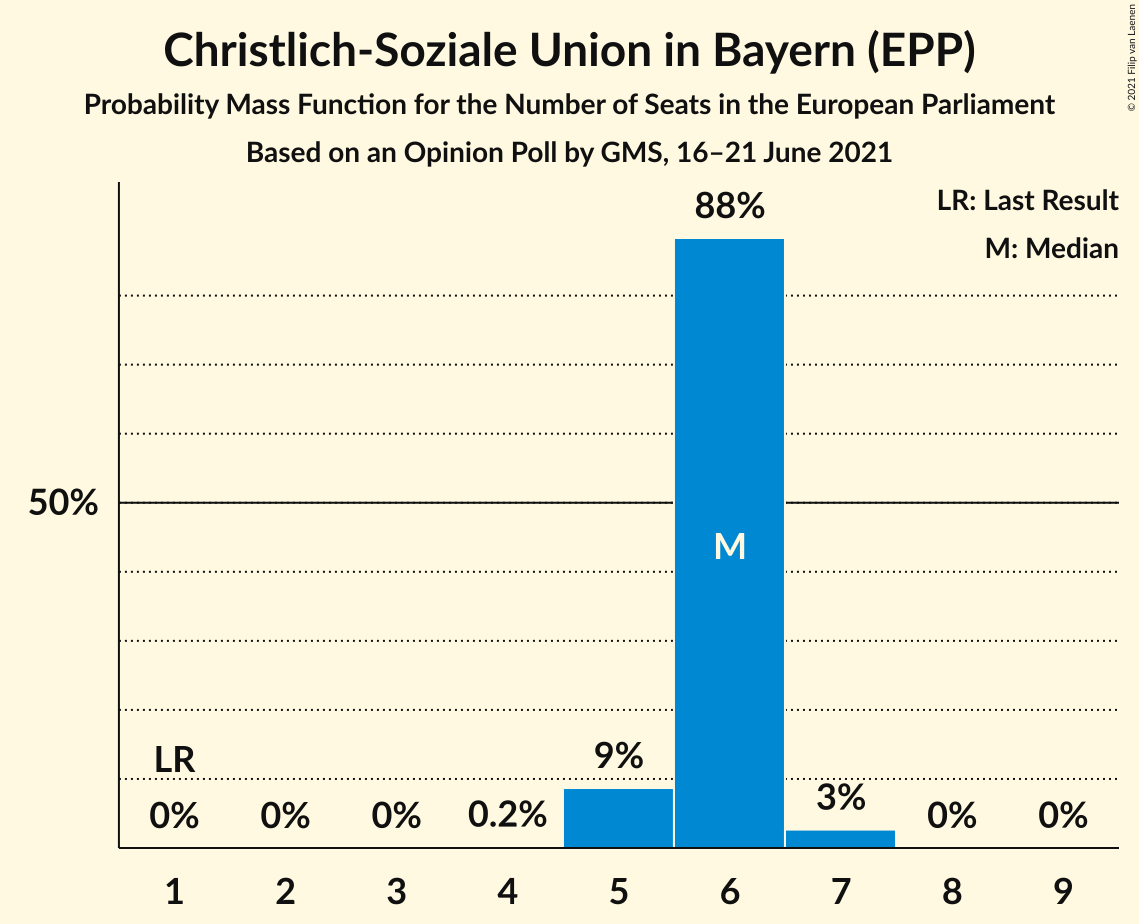 Christlich-Soziale Union in Bayern (EPP)
Probability Mass Function for the Number of Seats in the European Parliament
Based on an Opinion Poll by GMS, 16–21 June 2021
© 2021 Filip van Laenen
LR: Last Result
M: Median
88%
50%
M
LR
0%
0%
0%
0.2%
9%
3%
0%
0%
1 2 3 4 5 6 7 8 9